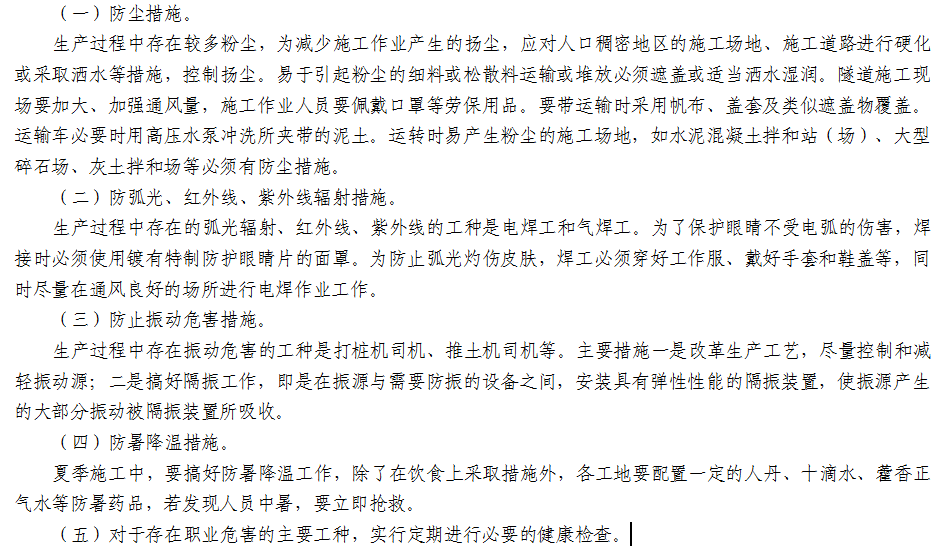 （一）防尘措施。
生产过程中存在较多粉尘，为减少施工作业产生的扬尘，应对人口稠密地区的施工场地、施工道路进行硬化
或采取洒水等措施，控制扬尘。易于引起粉尘的细料或松散料运输或堆放必须遮盖或适当洒水湿润。隧道施工现
场要加大、加强通风量，施工作业人员要佩戴口罩等劳保用品。要带运输时采用帆布、盖套及类似遮盖物覆盖。
运输车必要时用高压水泵冲洗所夹带的泥土。运转时易产生粉尘的施工场地，如水泥混凝土拌和站（场）、大型
碎石场、灰土拌和场等必须有防尘措施。
（二）防弧光、红外线、紫外线辐射措施。
生产过程中存在的弧光辐射、红外线、紫外线的工种是电焊工和气焊工。为了保护眼睛不受电弧的伤害，焊
接时必须使用镀有特制防护眼睛片的面罩。为防止弧光灼伤皮肤，焊工必须穿好工作服、戴好手套和鞋盖等，同
时尽量在通风良好的场所进行电焊作业工作。
（三）防止振动危害措施。
生产过程中存在振动危害的工种是打桩机司机、推土机司机等。主要措施一是改革生产工艺，尽量控制和减
轻振动源；二是搞好隔振工作，即是在振源与需要防振的设备之间，安装具有弹性性能的隔振装置，使振源产生
的大部分振动被隔振装置所吸收。
（四）防暑降温措施。
夏季施工中，要搞好防暑降温工作，除了在饮食上采取措施外，各工地要配置一定的人丹、十滴水、藿香正
气水等防暑药品，若发现人员中暑，要立即抢救。
（五）对于存在职业危害的主要工种，实行定期进行必要的健康检查。